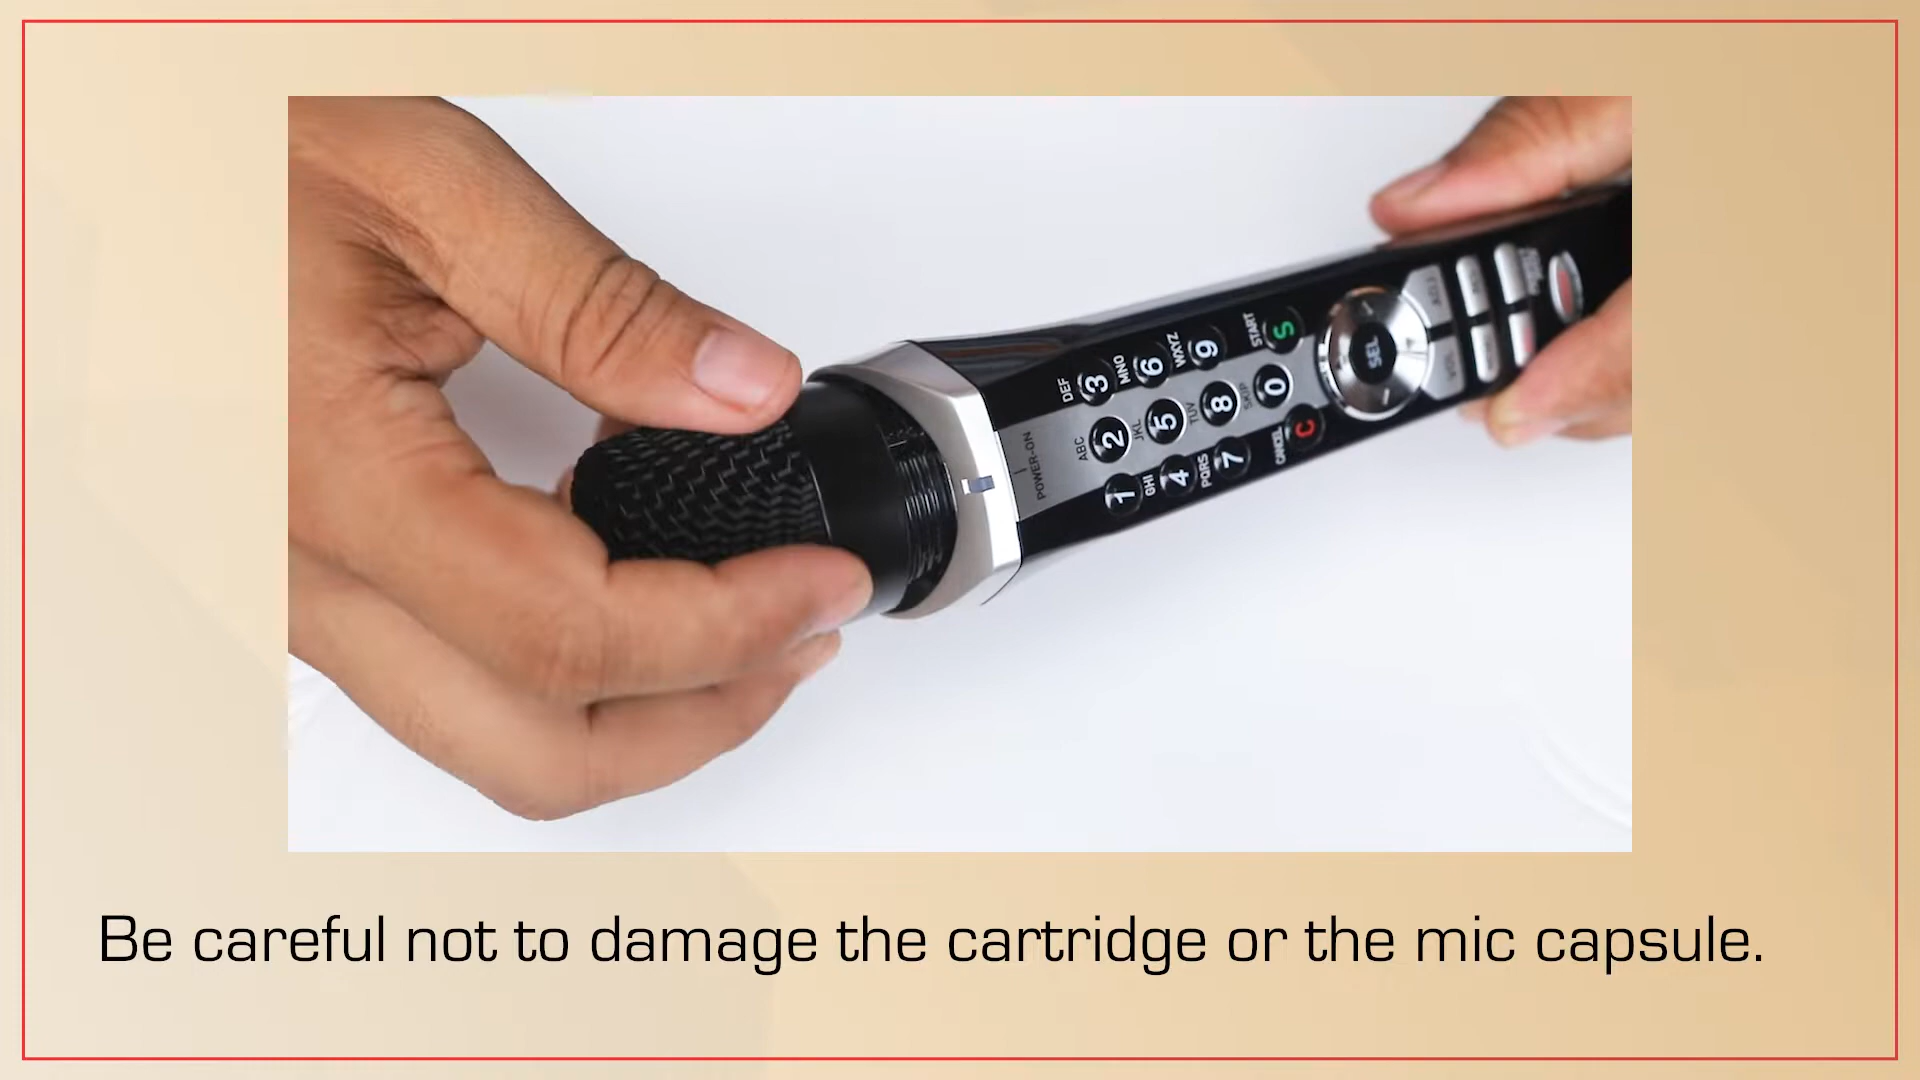 POWER-ON
1
ABC
2
DEF
3
GHI
4
JKL
5
MNO
6
PQRS
7
TUV
8
WXYZ
9
CANCEL
C
SKIP
0
START
S
SEL
VOL
Be careful not to damage the cartridge or the mic capsule.